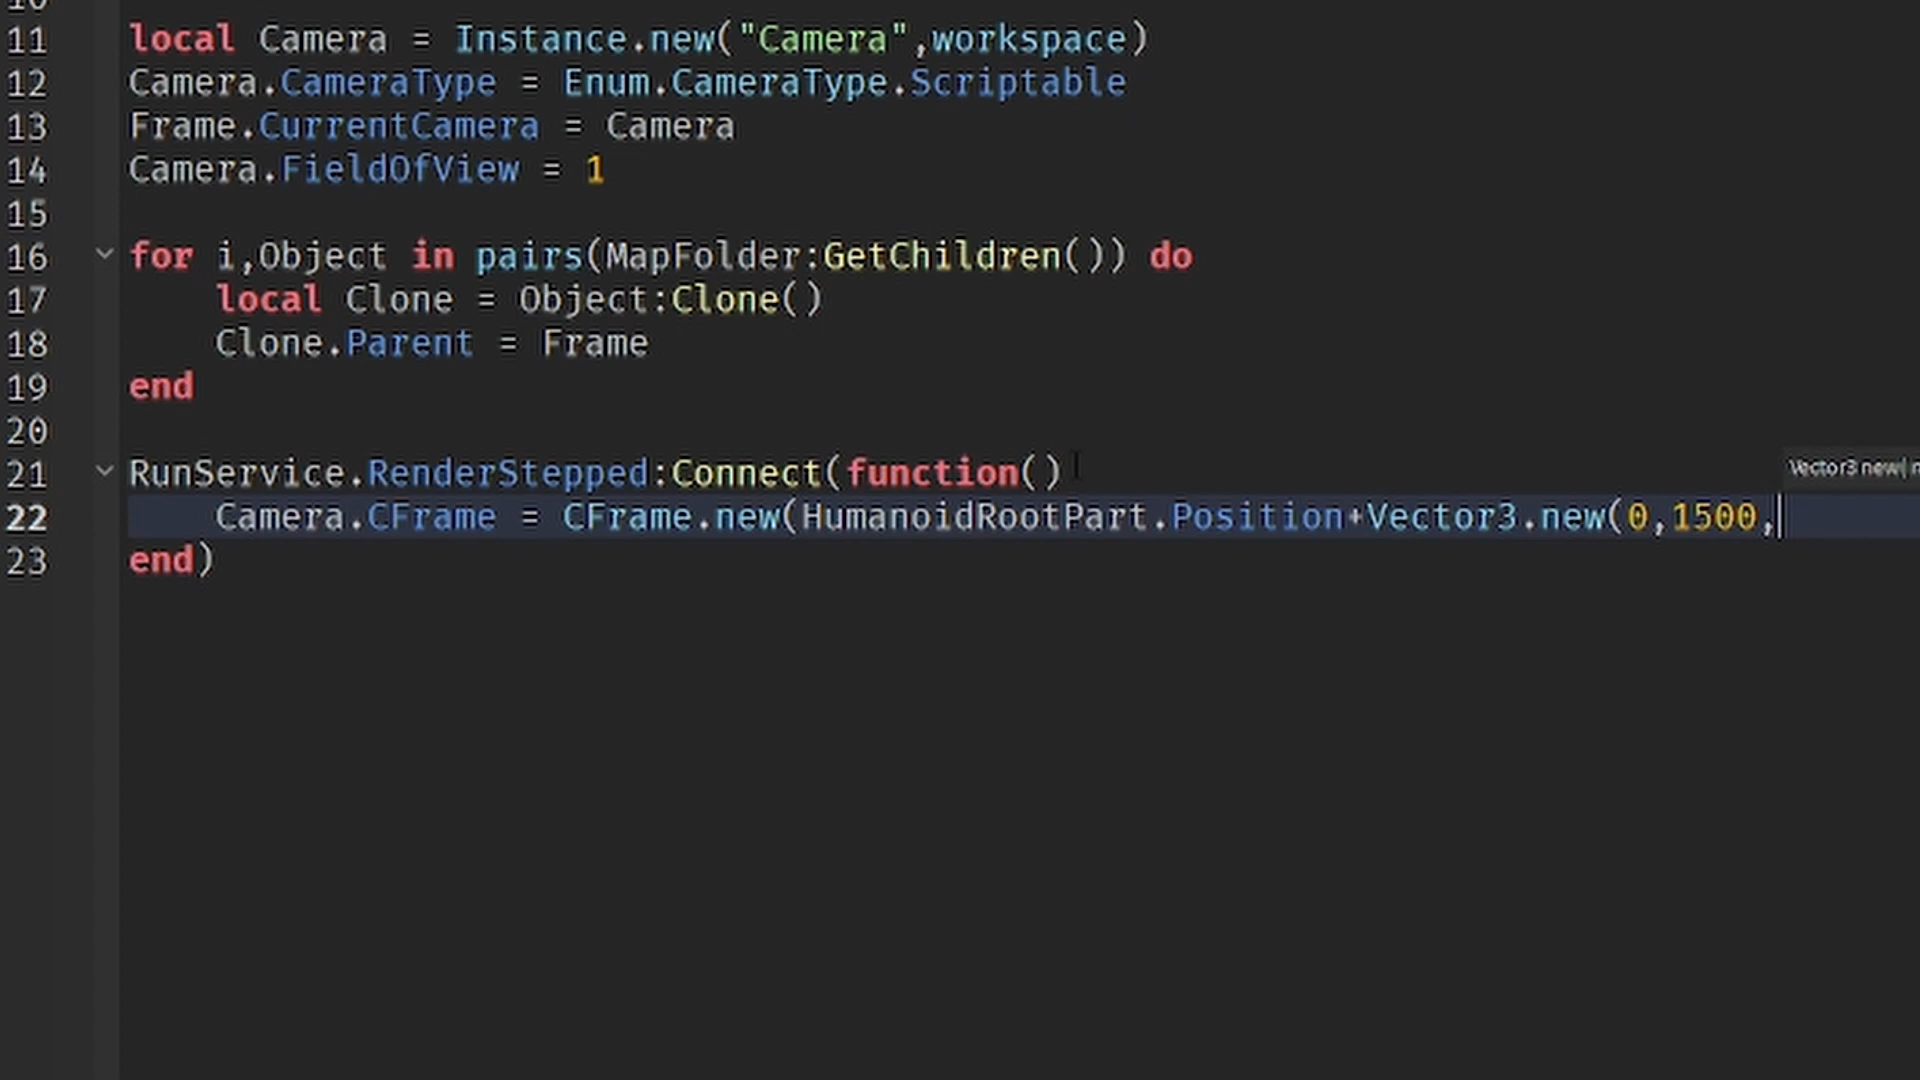 11 local Camera = Instance.new("Camera",workspace)
12 Camera.CameraType = Enum.CameraType.Scriptable
13 Frame.CurrentCamera = Camera
14 Camera.FieldOfView = 1
15
16 for i,Object in pairs(MapFolder:GetChildren()) do
17 local Clone = Object:Clone()
18 Clone.Parent = Frame
19 end
20
21 RunService.RenderStepped:Connect(function()
Vector3 new(
22 Camera.CFrame = CFrame.new(HumanoidRootPart.Position+Vector3.new(0,1500,
23 end)